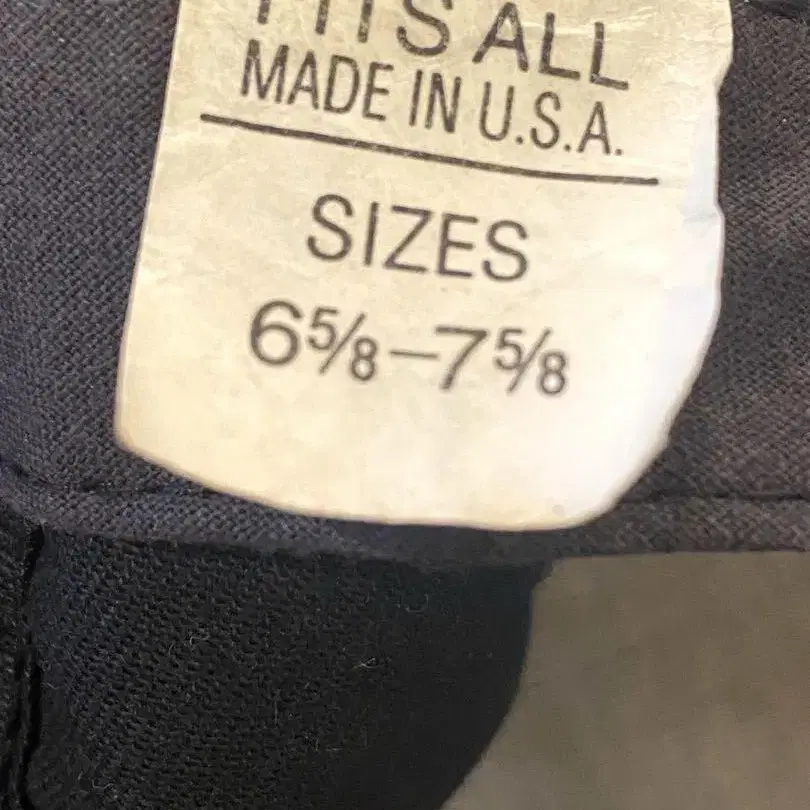 FITS ALL
MADE IN U.S.A.
SIZES
6⅝–7⅝